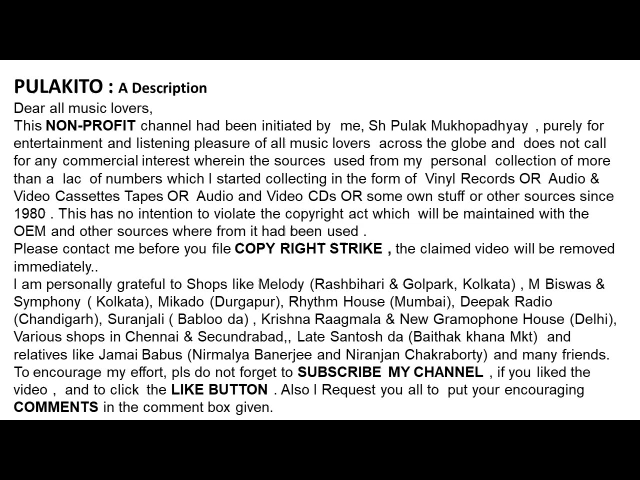 PULAKITO : A Description
Dear all music lovers,
This NON-PROFIT channel had been initiated by me, Sh Pulak Mukhopadhyay , purely for
entertainment and listening pleasure of all music lovers across the globe and does not call
for any commercial interest wherein the sources used from my personal collection of more
than a lac of numbers which I started collecting in the form of Vinyl Records OR Audio &
Video Cassettes Tapes OR Audio and Video CDs OR some own stuff or other sources since
1980 . This has no intention to violate the copyright act which will be maintained with the
OEM and other sources where from it had been used .
Please contact me before you file COPY RIGHT STRIKE , the claimed video will be removed
immediately..
I am personally grateful to Shops like Melody (Rashbihari & Golpark, Kolkata) , M Biswas &
Symphony ( Kolkata), Mikado (Durgapur), Rhythm House (Mumbai), Deepak Radio
(Chandigarh), Suranjali ( Babloo da) , Krishna Raagmala & New Gramophone House (Delhi),
Various shops in Chennai & Secundrabad,, Late Santosh da (Baithak khana Mkt) and
relatives like Jamai Babus (Nirmalya Banerjee and Niranjan Chakraborty) and many friends.
To encourage my effort, pls do not forget to SUBSCRIBE MY CHANNEL , if you liked the
video , and to click the LIKE BUTTON . Also I Request you all to put your encouraging
COMMENTS in the comment box given.